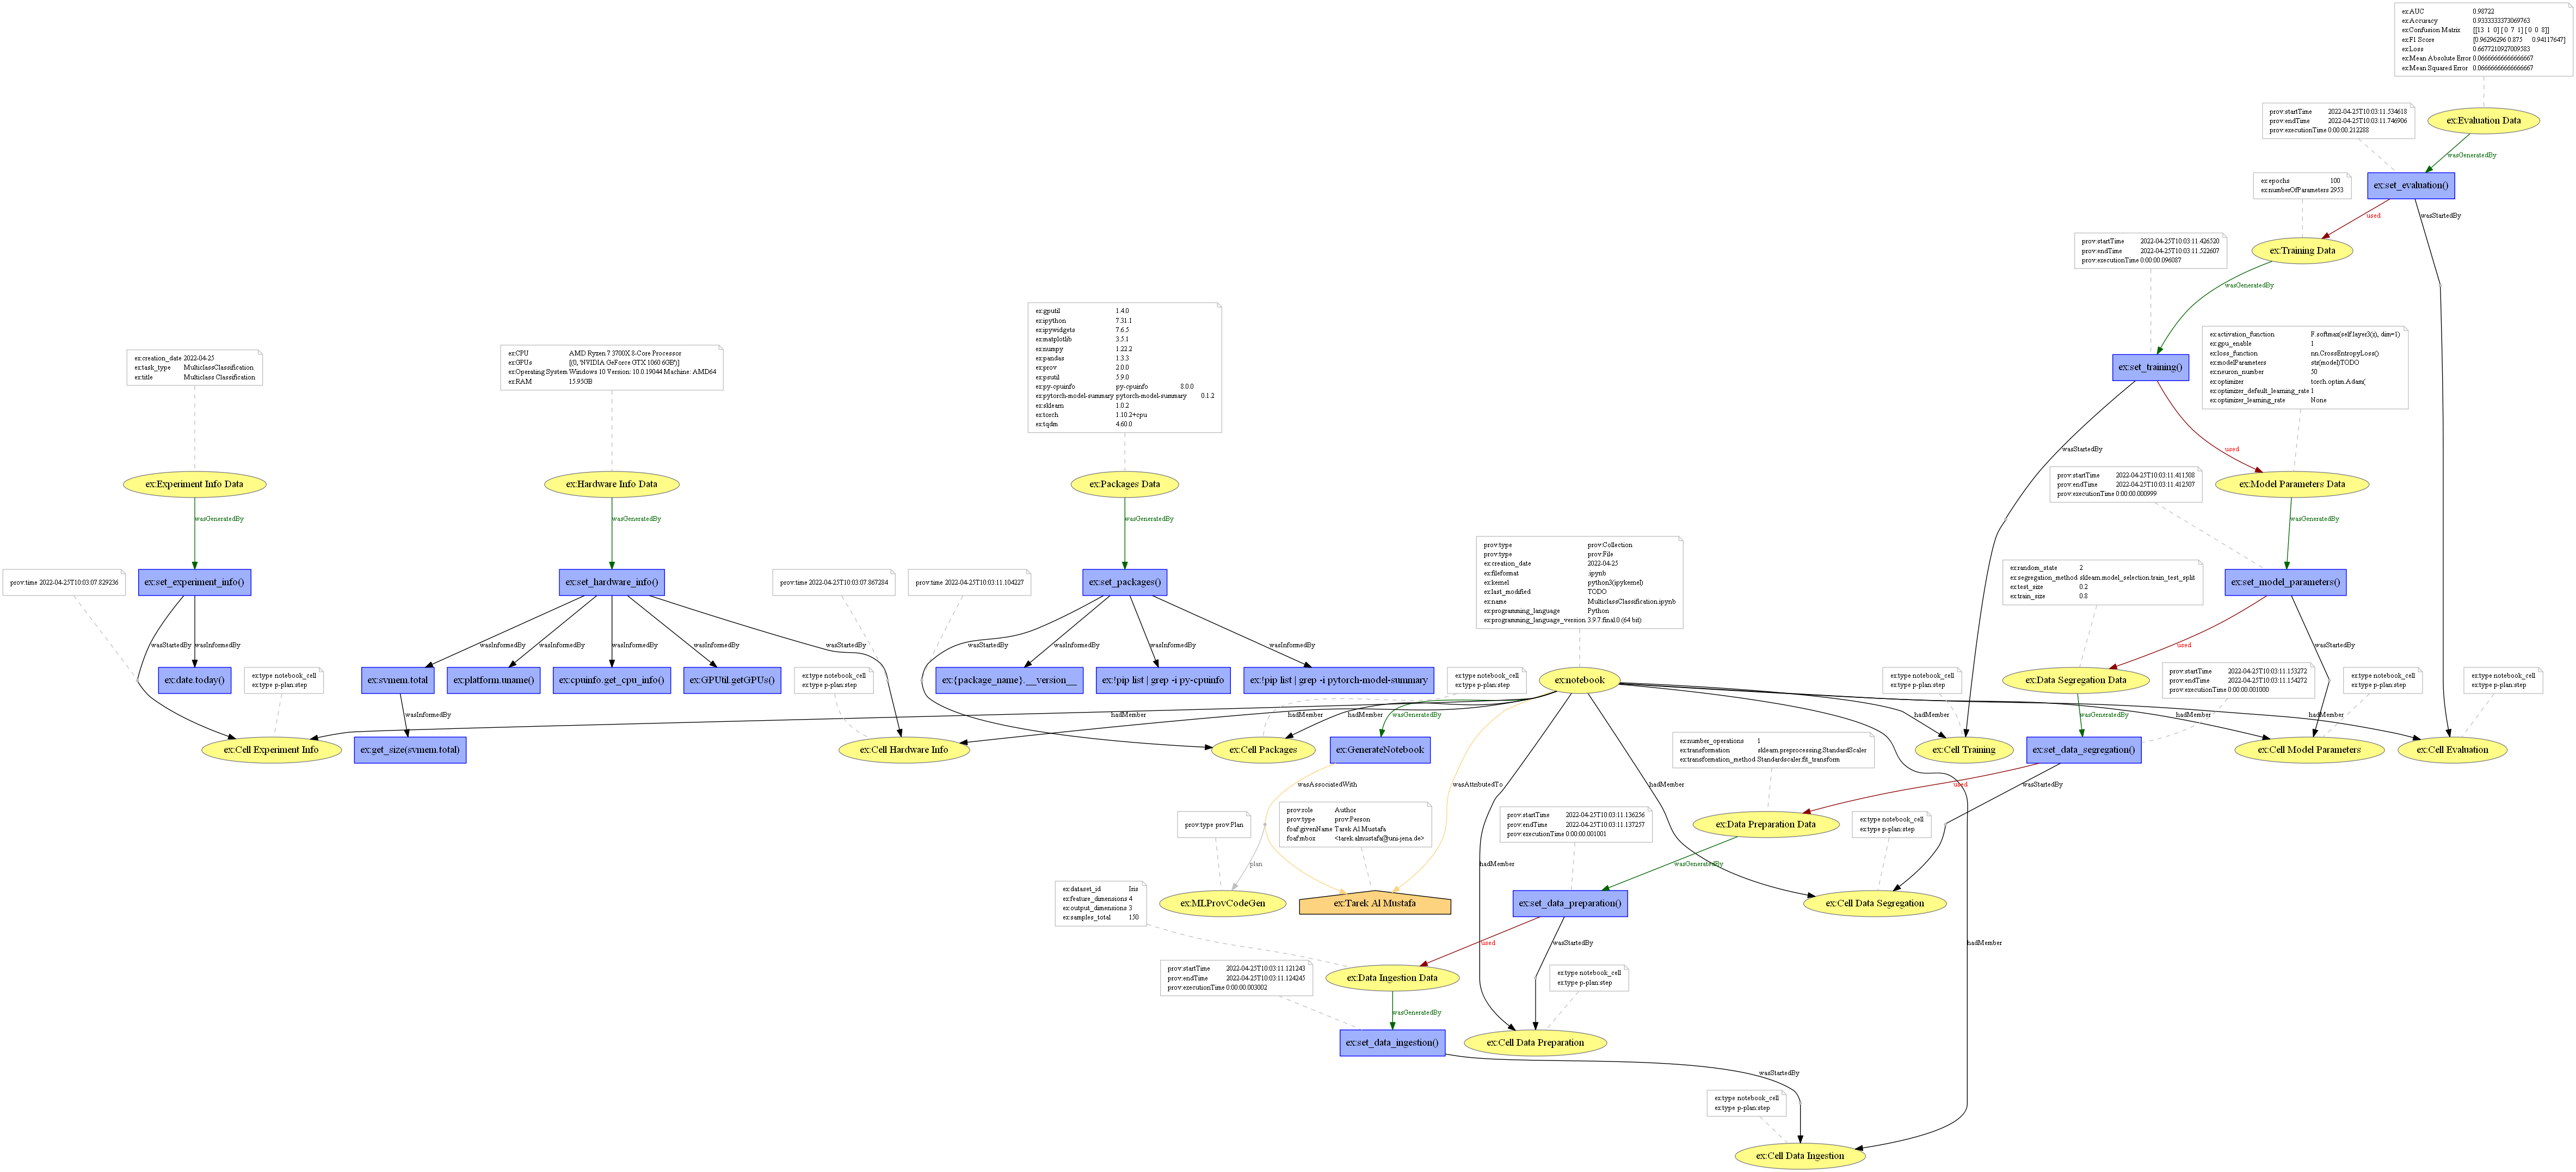 ex:AUC 0.98722
ex:Accuracy 0.9333333373069763
ex:Confusion Matrix [[13 1 0] [ 0 7 1] [ 0 0 8]]
ex:F1 Score [0.96296296 0.875 0.94117647]
ex:Loss 0.6677210927009583
ex:Mean Absolute Error 0.06666666666666667
ex:Mean Squared Error 0.06666666666666667
prov:startTime 2022-04-25T10:03:11.534618
prov:endTime 2022-04-25T10:03:11.746906
prov:executionTime 0:00:00.212288
ex:Evaluation Data
wasGeneratedBy
ex:epochs 100
ex:numberOfParameters 2953
ex:set_evaluation()
used
wasStartedBy
prov:startTime 2022-04-25T10:03:11.426520
prov:endTime 2022-04-25T10:03:11.522607
prov:executionTime 0:00:00.096087
ex:Training Data
wasGeneratedBy
ex:gputil 1.4.0
ex:ipython 7.31.1
ex:ipywidgets 7.6.5
ex:matplotlib 3.5.1
ex:numpy 1.22.2
ex:pandas 1.3.3
ex:prov 2.0.0
ex:psutil 5.9.0
ex:py-cpuinfo py-cpuinfo 8.0.0
ex:pytorch-model-summary pytorch-model-summary 0.1.2
ex:sklearn 1.0.2
ex:torch 1.10.2+cpu
ex:tqdm 4.60.0
ex:activation_function F.softmax(self.layer3(x), dim=1)
ex:gpu_enable 1
ex:loss_function nn.CrossEntropyLoss()
ex:modelParameters str(model)TODO
ex:neuron_number 50
ex:optimizer torch.optim.Adam(
ex:optimizer_default_learning_rate 1
ex:optimizer_learning_rate None
ex:creation_date 2022-04-25
ex:task_type MulticlassClassification
ex:title Multiclass Classification
ex:CPU AMD Ryzen 7 3700X 8-Core Processor
ex:GPUs [(0, 'NVIDIA GeForce GTX 1060 6GB')]
ex:Operating System Windows 10 Version: 10.0.19044 Machine: AMD64
ex:RAM 15.95GB
ex:set_training()
wasStartedBy
used
prov:startTime 2022-04-25T10:03:11.411508
prov:endTime 2022-04-25T10:03:11.412507
prov:executionTime 0:00:00.000999
ex:Experiment Info Data
ex:Hardware Info Data
ex:Packages Data
ex:Model Parameters Data
wasGeneratedBy
wasGeneratedBy
wasGeneratedBy
wasGeneratedBy
prov:type prov:Collection
prov:type prov:File
ex:creation_date 2022-04-25
ex:fileformat .ipynb
ex:kernel python3(ipykernel)
ex:last_modified TODO
ex:name MulticlassClassification.ipynb
ex:programming_language Python
ex:programming_language_version 3.9.7.final.0 (64 bit)
ex:random_state 2
ex:segregation_method sklearn.model_selection.train_test_split
ex:test_size 0.2
ex:train_size 0.8
prov:time 2022-04-25T10:03:07.829236
ex:set_experiment_info()
ex:set_hardware_info()
prov:time 2022-04-25T10:03:07.867284
prov:time 2022-04-25T10:03:11.104227
ex:set_packages()
ex:set_model_parameters()
wasStartedBy
wasInformedBy
wasInformedBy
wasInformedBy
wasInformedBy
wasInformedBy
wasStartedBy
wasStartedBy
wasInformedBy
wasInformedBy
wasInformedBy
used
wasStartedBy
ex:date.today()
ex:type notebook_cell
ex:type p-plan:step
ex:svmem.total
ex:platform.uname()
ex:cpuinfo.get_cpu_info()
ex:GPUtil.getGPUs()
ex:type notebook_cell
ex:type p-plan:step
ex:{package_name}.__version__
ex:!pip list | grep -i py-cpuinfo
ex:!pip list | grep -i pytorch-model-summary
ex:type notebook_cell
ex:type p-plan:step
ex:notebook
ex:type notebook_cell
ex:type p-plan:step
ex:Data Segregation Data
prov:startTime 2022-04-25T10:03:11.153272
prov:endTime 2022-04-25T10:03:11.154272
prov:executionTime 0:00:00.001000
ex:type notebook_cell
ex:type p-plan:step
ex:type notebook_cell
ex:type p-plan:step
wasInformedBy
hadMember
hadMember
hadMember
wasGeneratedBy
hadMember
wasGeneratedBy
hadMember
hadMember
ex:Cell Experiment Info
ex:get_size(svmem.total)
ex:Cell Hardware Info
ex:Cell Packages
ex:GenerateNotebook
ex:number_operations 1
ex:transformation sklearn.preprocessing.StandardScaler
ex:transformation_method Standardscaler.fit_transform
ex:Cell Training
ex:set_data_segregation()
ex:Cell Model Parameters
ex:Cell Evaluation
wasAssociatedWith
wasAttributedTo
hadMember
used
wasStartedBy
prov:type prov:Plan
prov:role Author
prov:type prov:Person
foaf:givenName Tarek Al Mustafa
foaf:mbox <tarek.almustafa@uni-jena.de>
prov:startTime 2022-04-25T10:03:11.136256
prov:endTime 2022-04-25T10:03:11.137257
prov:executionTime 0:00:00.001001
ex:Data Preparation Data
ex:type notebook_cell
ex:type p-plan:step
plan
hadMember
wasGeneratedBy
ex:dataset_id Iris
ex:feature_dimensions 4
ex:output_dimensions 3
ex:samples_total 150
ex:MLProvCodeGen
ex:Tarek Al Mustafa
ex:set_data_preparation()
ex:Cell Data Segregation
used
wasStartedBy
hadMember
prov:startTime 2022-04-25T10:03:11.121243
prov:endTime 2022-04-25T10:03:11.124245
prov:executionTime 0:00:00.003002
ex:Data Ingestion Data
ex:type notebook_cell
ex:type p-plan:step
wasGeneratedBy
ex:set_data_ingestion()
ex:Cell Data Preparation
wasStartedBy
ex:type notebook_cell
ex:type p-plan:step
ex:Cell Data Ingestion